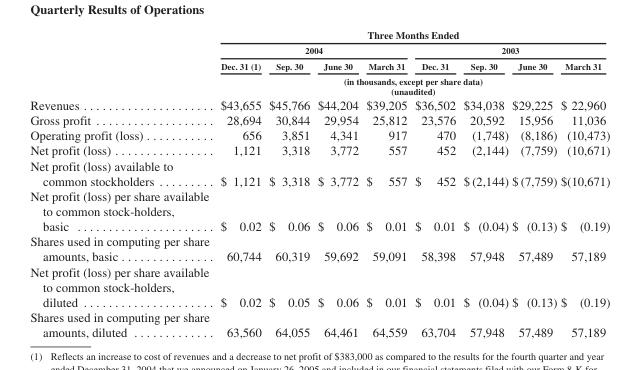 Quarterly Results of Operations
Three Months Ended
2004 2003
Dec. 31 (1) Sep. 30 June 30 March 31 Dec. 31 Sep. 30 June 30 March 31
(in thousands, except per share data)
(unaudited)
Revenues . . . . . . . . . . . . . . . . . . . . . $43,655 $45,766 $44,204 $39,205 $36,502 $34,038 $29,225 $ 22,960
Gross profit . . . . . . . . . . . . . . . . . . . 28,694 30,844 29,954 25,812 23,576 20,592 15,956 11,036
Operating profit (loss) . . . . . . . . . . . 656 3,851 4,341 917 470 (1,748) (8,186) (10,473)
Net profit (loss) . . . . . . . . . . . . . . . . 1,121 3,318 3,772 557 452 (2,144) (7,759) (10,671)
Net profit (loss) available to
common stockholders . . . . . . . . . $ 1,121 $ 3,318 $ 3,772 $ 557 $ 452 $(2,144) $(7,759) $(10,671)
Net profit (loss) per share available
to common stock-holders,
basic . . . . . . . . . . . . . . . . . . . . . . $ 0.02 $ 0.06 $ 0.06 $ 0.01 $ 0.01 $ (0.04) $ (0.13) $ (0.19)
Shares used in computing per share
amounts, basic . . . . . . . . . . . . . . . 60,744 60,319 59,692 59,091 58,398 57,948 57,489 57,189
Net profit (loss) per share available
to common stock-holders,
diluted . . . . . . . . . . . . . . . . . . . . . $ 0.02 $ 0.05 $ 0.06 $ 0.01 $ 0.01 $ (0.04) $ (0.13) $ (0.19)
Shares used in computing per share
amounts, diluted . . . . . . . . . . . . . 63,560 64,055 64,461 64,559 63,704 57,948 57,489 57,189
(1) Reflects an increase to cost of revenues and a decrease to net profit of $383,000 as compared to the results for the fourth quarter and year
ended December 31, 2004 that we announced on January 26, 2005 and included in our financial statements filed with our Form 8-K for